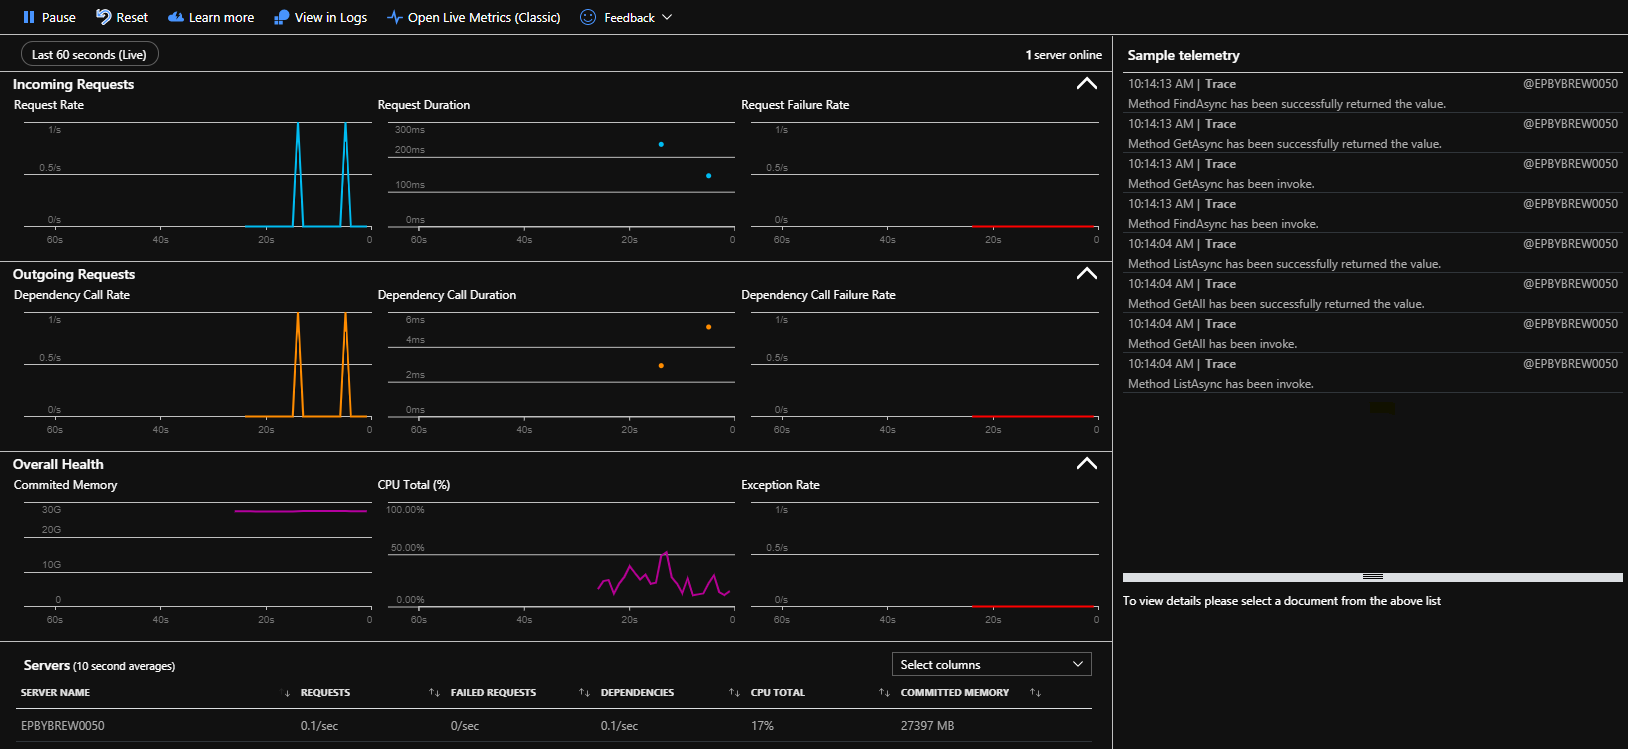 Pause Reset Learn more View in Logs Open Live Metrics (Classic) Feedback
Last 60 seconds (Live) 1 server online
Incoming Requests
Request Rate Request Duration Request Failure Rate
1/s 300ms 1/s
200ms
0.5/s 0.5/s
100ms
0/s 0ms 0/s
60s 40s 20s 0 60s 40s 20s 0 60s 40s 20s 0
Outgoing Requests
Dependency Call Rate Dependency Call Duration Dependency Call Failure Rate
1/s 6ms 1/s
4ms
0.5/s 0.5/s
2ms
0/s 0ms 0/s
60s 40s 20s 0 60s 40s 20s 0 60s 40s 20s 0
Overall Health
Commited Memory CPU Total (%) Exception Rate
30G 100.00% 1/s
20G
50.00% 0.5/s
10G
0 0.00% 0/s
60s 40s 20s 0 60s 40s 20s 0 60s 40s 20s 0
Servers (10 second averages) Select columns
SERVER NAME REQUESTS FAILED REQUESTS DEPENDENCIES CPU TOTAL COMMITTED MEMORY
EPBYBREW0050 0.1/sec 0/sec 0.1/sec 17% 27397 MB
Sample telemetry
10:14:13 AM | Trace @EPBYBREW0050
Method FindAsync has been successfully returned the value.
10:14:13 AM | Trace @EPBYBREW0050
Method GetAsync has been successfully returned the value.
10:14:13 AM | Trace @EPBYBREW0050
Method GetAsync has been invoke.
10:14:13 AM | Trace @EPBYBREW0050
Method FindAsync has been invoke.
10:14:04 AM | Trace @EPBYBREW0050
Method ListAsync has been successfully returned the value.
10:14:04 AM | Trace @EPBYBREW0050
Method GetAll has been successfully returned the value.
10:14:04 AM | Trace @EPBYBREW0050
Method GetAll has been invoke.
10:14:04 AM | Trace @EPBYBREW0050
Method ListAsync has been invoke.
To view details please select a document from the above list